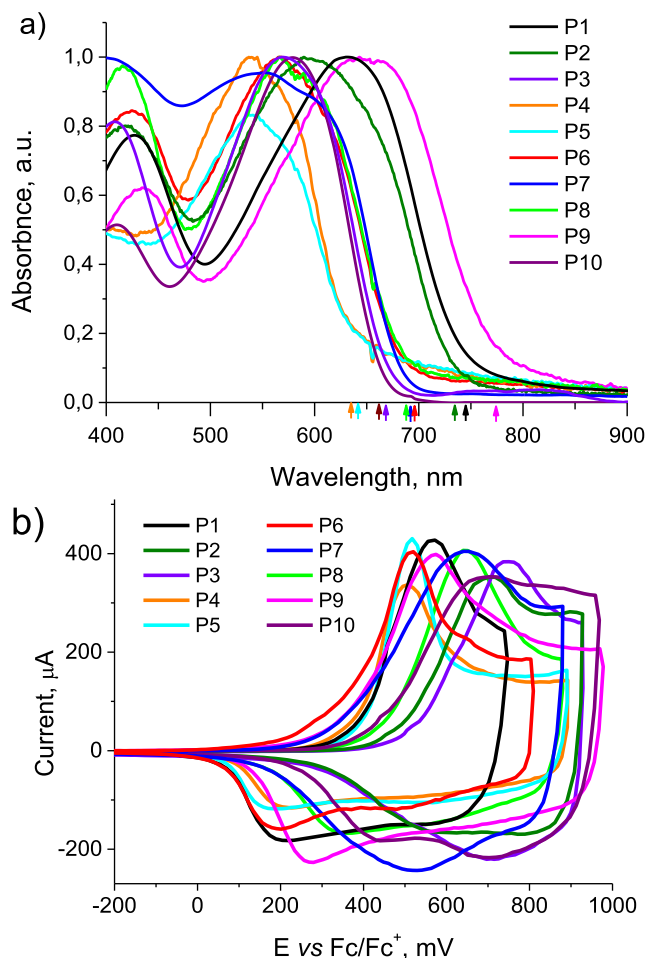 a)
1,0
0,8
0,6
0,4
0,2
0,0
Absorbnce, a.u.
400 500 600 700 800 900
Wavelength, nm
P1
P2
P3
P4
P5
P6
P7
P8
P9
P10
b)
P1 P6
P2 P7
P3 P8
P4 P9
P5 P10
400
200
0
-200
Current, μA
-200 0 200 400 600 800 1000
E vs Fc/Fc⁺, mV